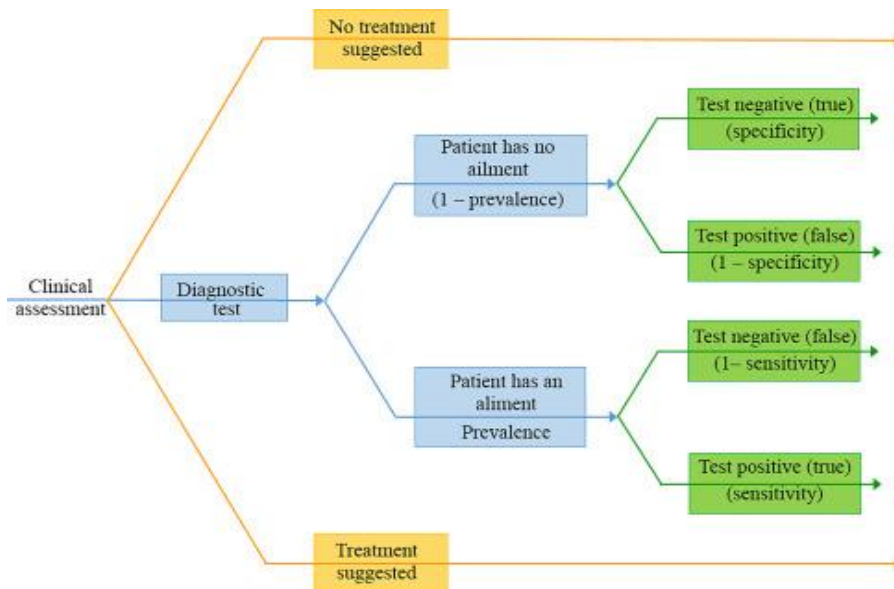 No treatment
suggested
Test negative (true)
(specificity)
Patient has no
ailment
(1 – prevalence)
Test positive (false)
(1 – specificity)
Clinical
assessment
Diagnostic
test
Test negative (false)
(1– sensitivity)
Patient has an
aliment
Prevalence
Test positive (true)
(sensitivity)
Treatment
suggested